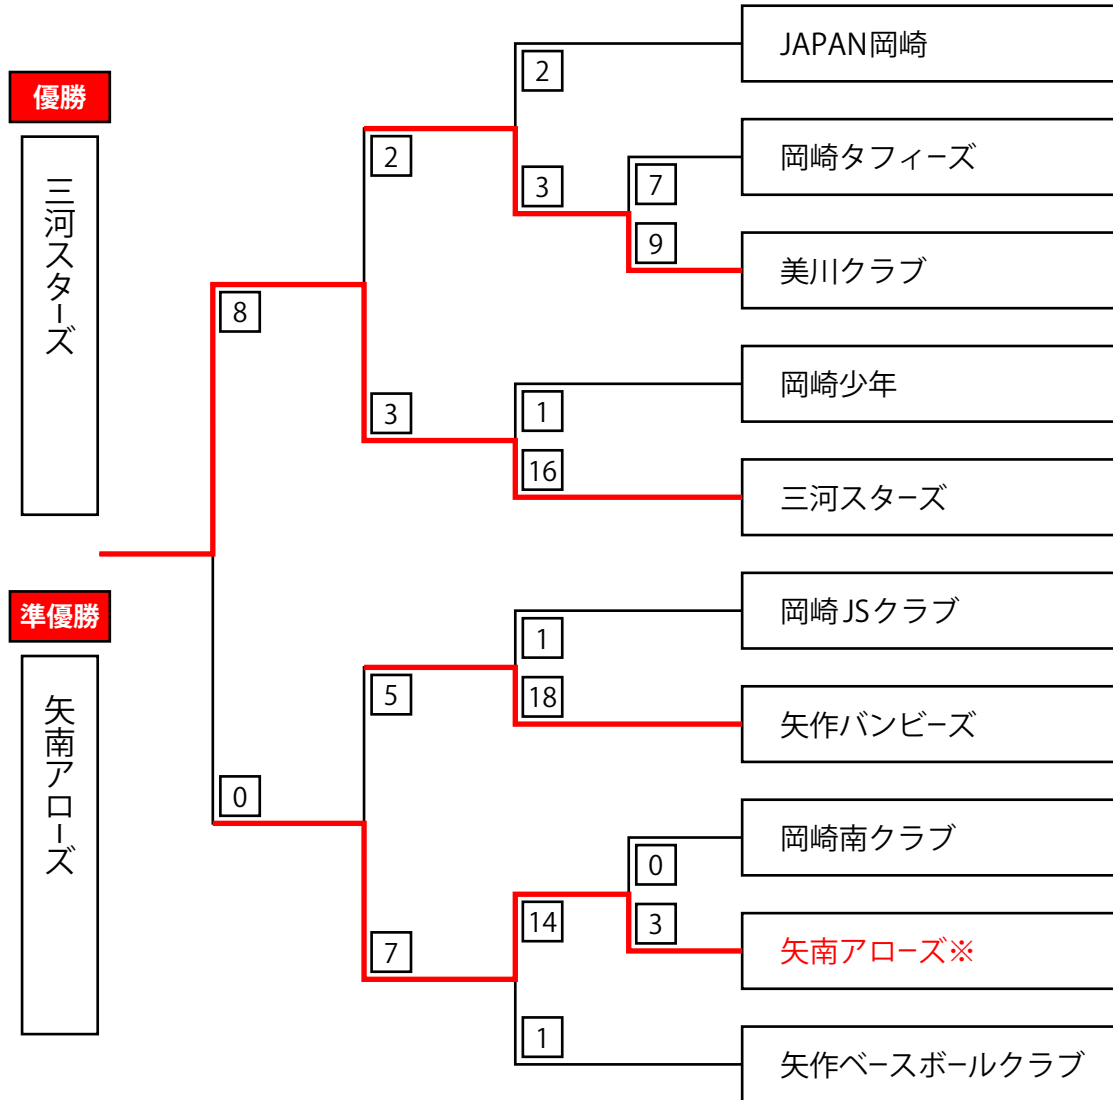 優勝
三河スターズ
準優勝
矢南アローズ
8
0
2
3
5
7
2
3
1
16
1
18
14
1
7
9
0
3
JAPAN岡崎
岡崎タフィーズ
美川クラブ
岡崎少年
三河スターズ
岡崎JSクラブ
矢作バンビーズ
岡崎南クラブ
矢南アローズ※
矢作ベースボールクラブ